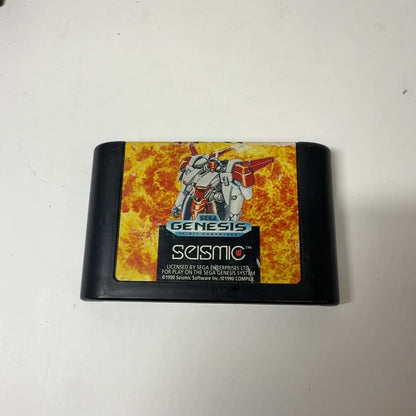 SEGA
GENESIS
SEISMIC™
LICENSED BY SEGA ENTERPRISES LTD.
FOR PLAY ON THE SEGA GENESIS SYSTEM
©1990 Seismic Software Inc./©1990 COMPILE